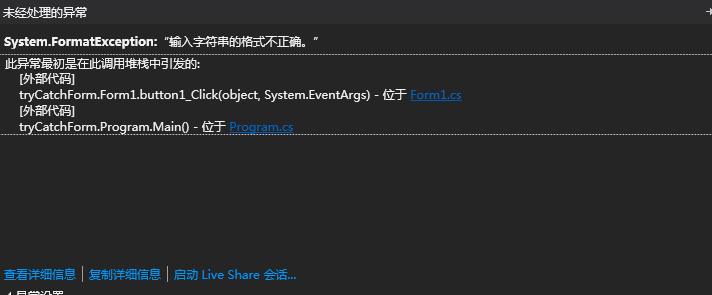 未经处理的异常
System.FormatException:“输入字符串的格式不正确。”
此异常最初是在此调用堆栈中引发的:
[外部代码]
tryCatchForm.Form1.button1_Click(object, System.EventArgs) - 位于 Form1.cs
[外部代码]
tryCatchForm.Program.Main() - 位于 Program.cs
查看详细信息 | 复制详细信息 | 启动 Live Share 会话...
异常设置